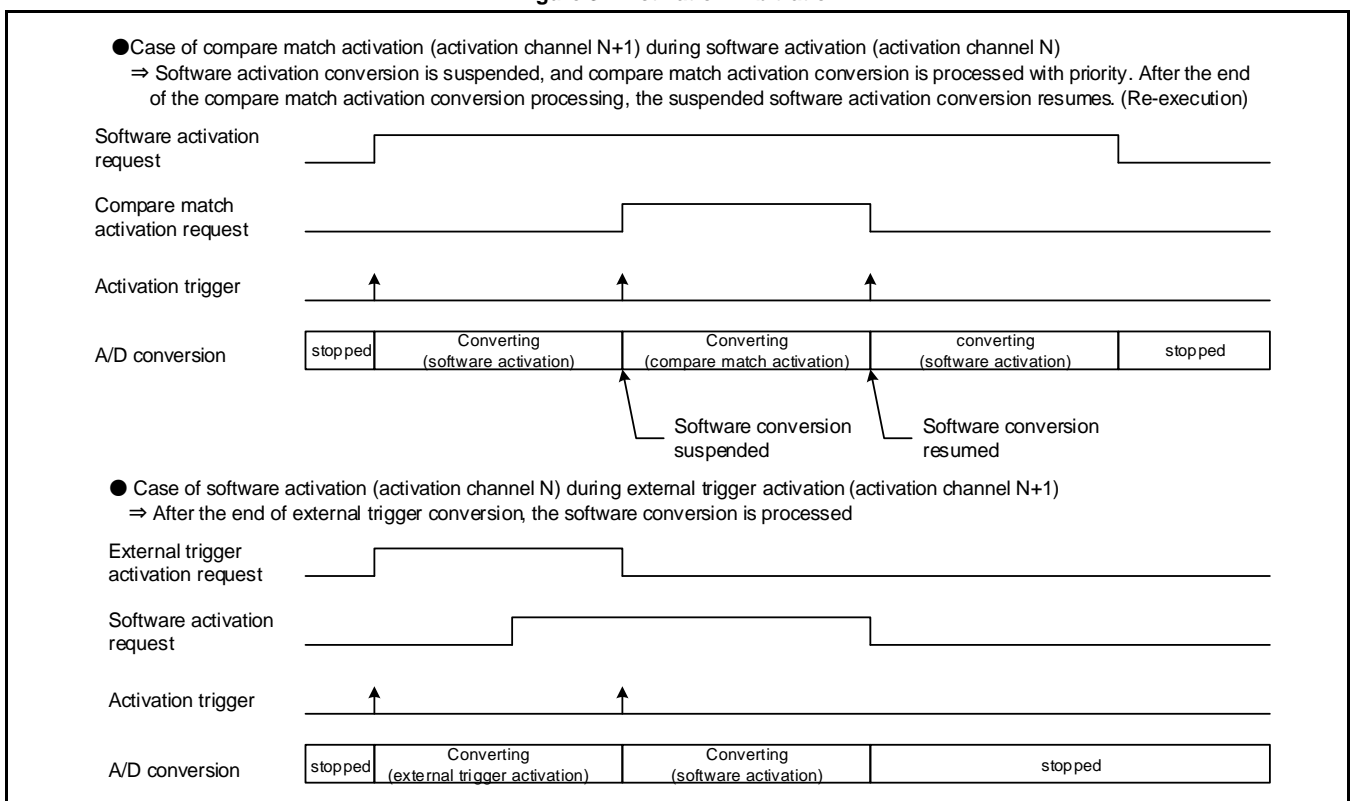 ●Case of compare match activation (activation channel N+1) during software activation (activation channel N)
⇒ Software activation conversion is suspended, and compare match activation conversion is processed with priority. After the end
of the compare match activation conversion processing, the suspended software activation conversion resumes. (Re-execution)
Software activation
request
Compare match
activation request
Activation trigger
A/D conversion
stopped
Converting
(software activation)
Converting
(compare match activation)
converting
(software activation)
stopped
Software conversion
suspended
Software conversion
resumed
● Case of software activation (activation channel N) during external trigger activation (activation channel N+1)
⇒ After the end of external trigger conversion, the software conversion is processed
External trigger
activation request
Software activation
request
Activation trigger
A/D conversion
stopped
Converting
(external trigger activation)
Converting
(software activation)
stopped